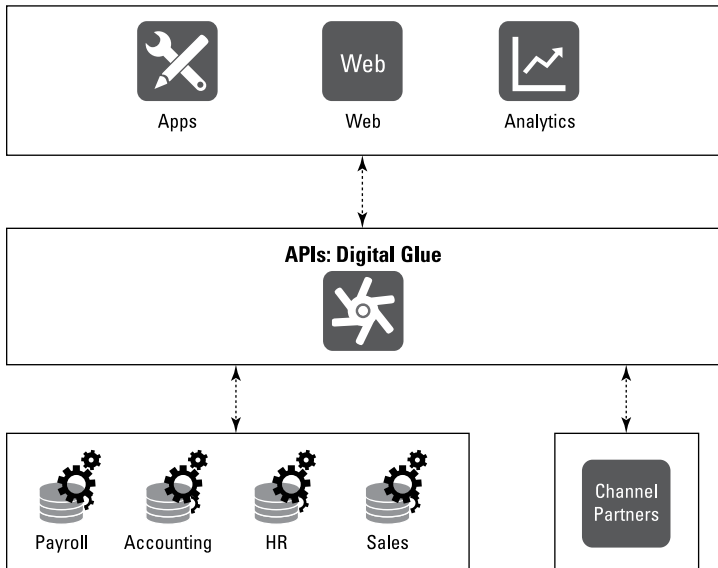 Web
Apps
Web
Analytics
APIs: Digital Glue
Payroll
Accounting
HR
Sales
Channel
Partners